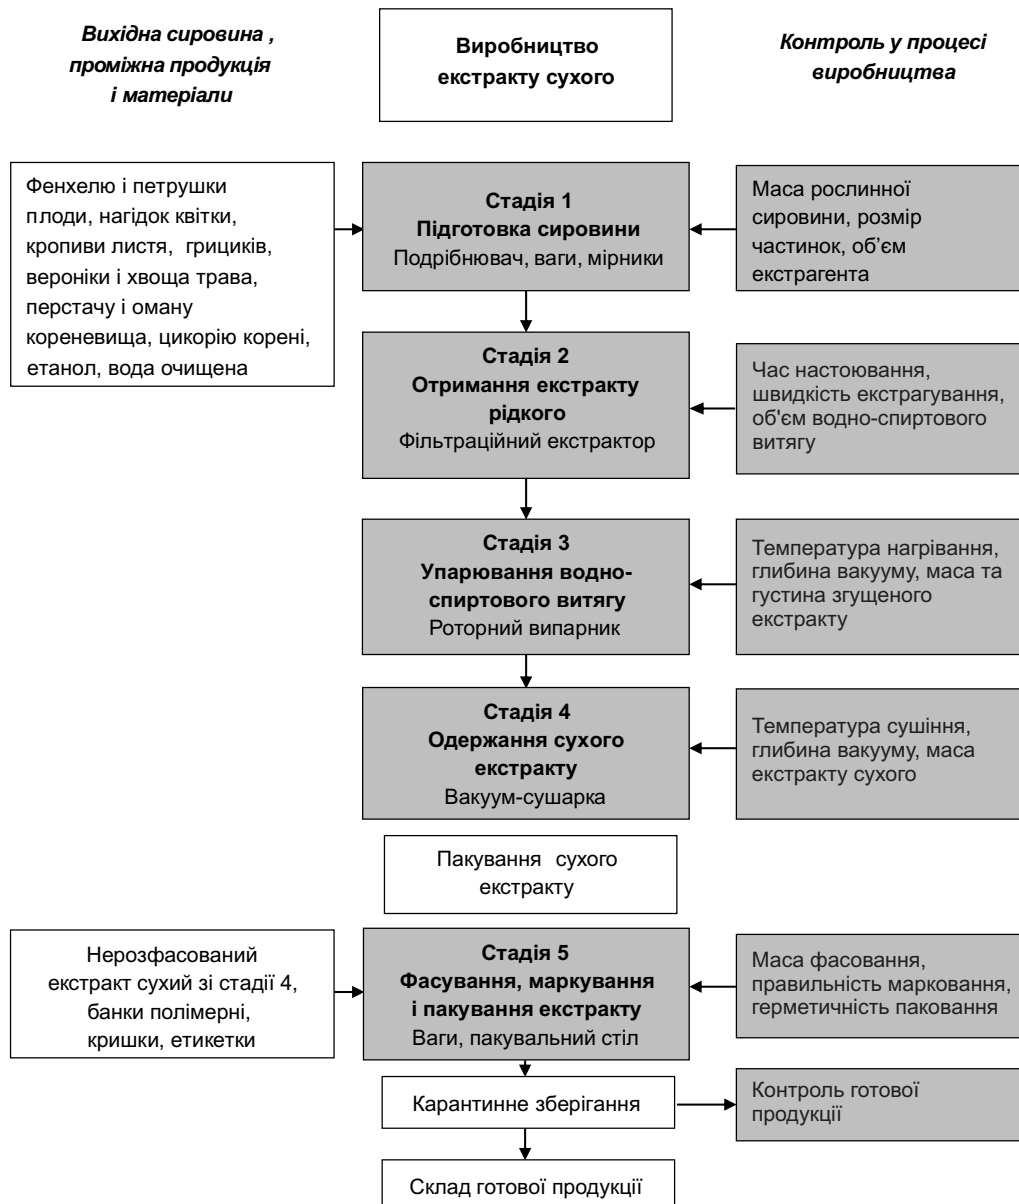 Вихідна сировина ,
проміжна продукція
і матеріали
Виробництво
екстракту сухого
Контроль у процесі
виробництва
Фенхелю і петрушки
плоди, нагідок квітки,
кропиви листя, грициків,
вероніки і хвоща трава,
перстачу і оману
кореневища, цикорію корені,
етанол, вода очищена
Стадія 1
Підготовка сировини
Подрібнювач, ваги, мірники
Маса рослинної
сировини, розмір
частинок, об’єм
екстрагента
Стадія 2
Отримання екстракту
рідкого
Фільтраційний екстрактор
Час настоювання,
швидкість екстрагування,
об'єм водно-спиртового
витягу
Стадія 3
Упарювання водно-
спиртового витягу
Роторний випарник
Температура нагрівання,
глибина вакууму, маса та
густина згущеного
екстракту
Стадія 4
Одержання сухого
екстракту
Вакуум-сушарка
Температура сушіння,
глибина вакууму, маса
екстракту сухого
Пакування сухого
екстракту
Нерозфасований
екстракт сухий зі стадії 4,
банки полімерні,
кришки, етикетки
Стадія 5
Фасування, маркування
і пакування екстракту
Ваги, пакувальний стіл
Маса фасовання,
правильність марковання,
герметичність паковання
Карантинне зберігання
Контроль готової
продукції
Склад готової продукції